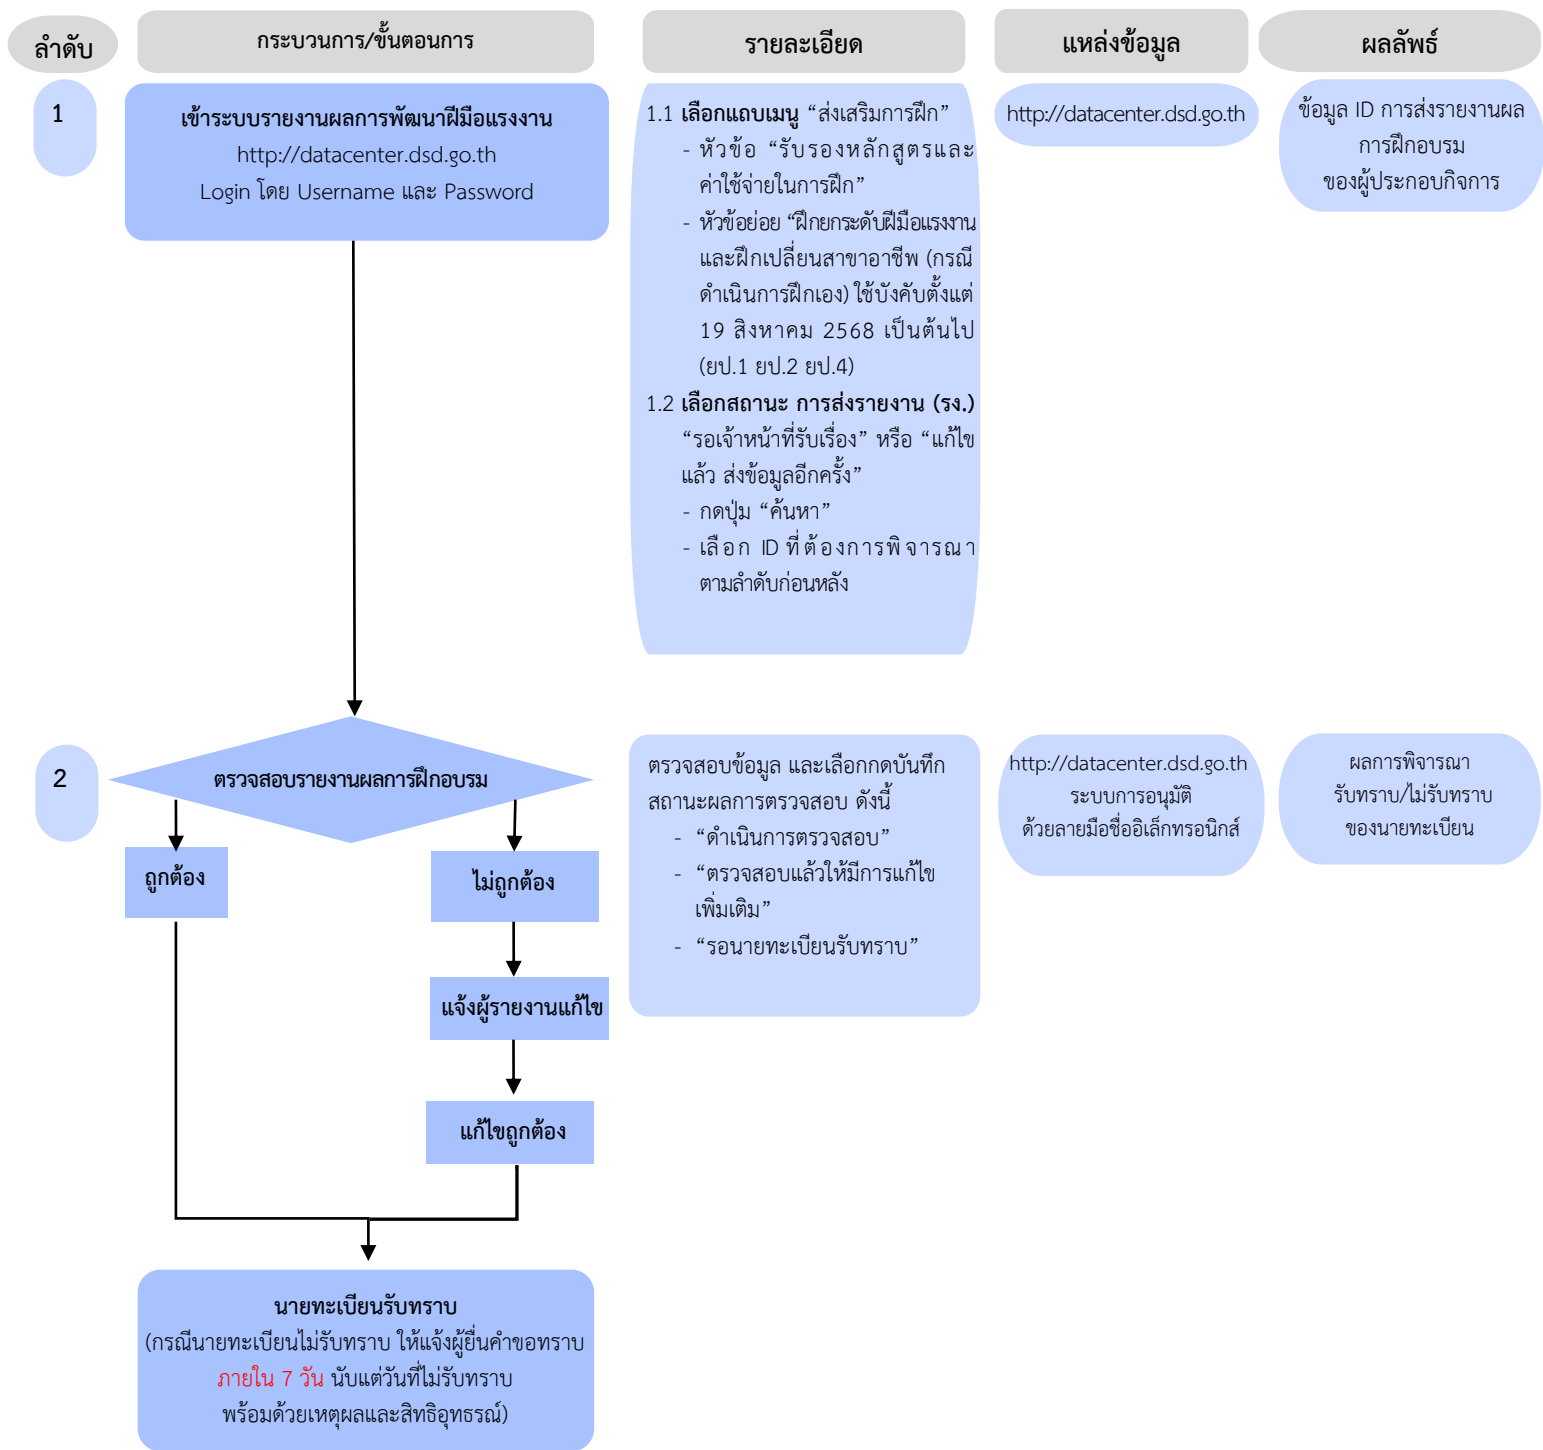 ลำดับ
กระบวนการ/ขั้นตอนการ
รายละเอียด
แหล่งข้อมูล
ผลลัพธ์
1
เข้าระบบรายงานผลการพัฒนาฝีมือแรงงาน
http://datacenter.dsd.go.th
Login โดย Username และ Password
1.1 เลือกแถบเมนู “ส่งเสริมการฝึก”
- หัวข้อ “รับรองหลักสูตรและ
ค่าใช้จ่ายในการฝึก”
- หัวข้อย่อย “ฝึกยกระดับฝีมือแรงงาน
และฝึกเปลี่ยนสาขาอาชีพ (กรณี
ดำเนินการฝึกเอง) ใช้บังคับตั้งแต่
19 สิงหาคม 2568 เป็นต้นไป
(ยป.1 ยป.2 ยป.4)
1.2 เลือกสถานะ การส่งรายงาน (รง.)
“รอเจ้าหน้าที่รับเรื่อง” หรือ “แก้ไข
แล้ว ส่งข้อมูลอีกครั้ง”
- กดปุ่ม “ค้นหา”
- เลือก ID ที่ต้องการพิจารณา
ตามลำดับก่อนหลัง
http://datacenter.dsd.go.th
ข้อมูล ID การส่งรายงานผล
การฝึกอบรม
ของผู้ประกอบกิจการ
2
ตรวจสอบรายงานผลการฝึกอบรม
ถูกต้อง
ไม่ถูกต้อง
แจ้งผู้รายงานแก้ไข
แก้ไขถูกต้อง
ตรวจสอบข้อมูล และเลือกกดบันทึก
สถานะผลการตรวจสอบ ดังนี้
- “ดำเนินการตรวจสอบ”
- “ตรวจสอบแล้วให้มีการแก้ไข
เพิ่มเติม”
- “รอนายทะเบียนรับทราบ”
http://datacenter.dsd.go.th
ระบบการอนุมัติ
ด้วยลายมือชื่ออิเล็กทรอนิกส์
ผลการพิจารณา
รับทราบ/ไม่รับทราบ
ของนายทะเบียน
นายทะเบียนรับทราบ
(กรณีนายทะเบียนไม่รับทราบ ให้แจ้งผู้ยื่นคำขอทราบ
ภายใน 7 วัน นับแต่วันที่ไม่รับทราบ
พร้อมด้วยเหตุผลและสิทธิอุทธรณ์)